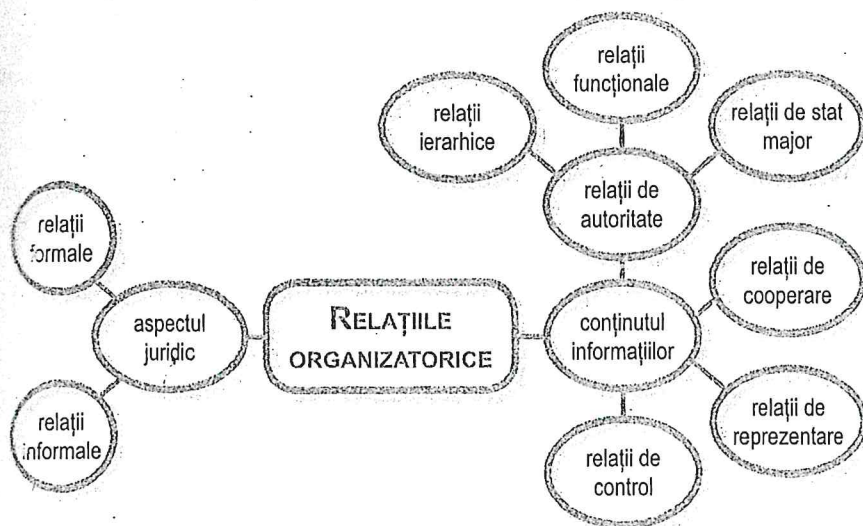 relații
funcționale
relații
ierarhice
relații de stat
major
relații de
autoritate
relații
formale
relații de
cooperare
aspectul
juridic
RELAȚIILE
ORGANIZATORICE
conținutul
informațiilor
relații
informale
relații de
reprezentare
relații de
control